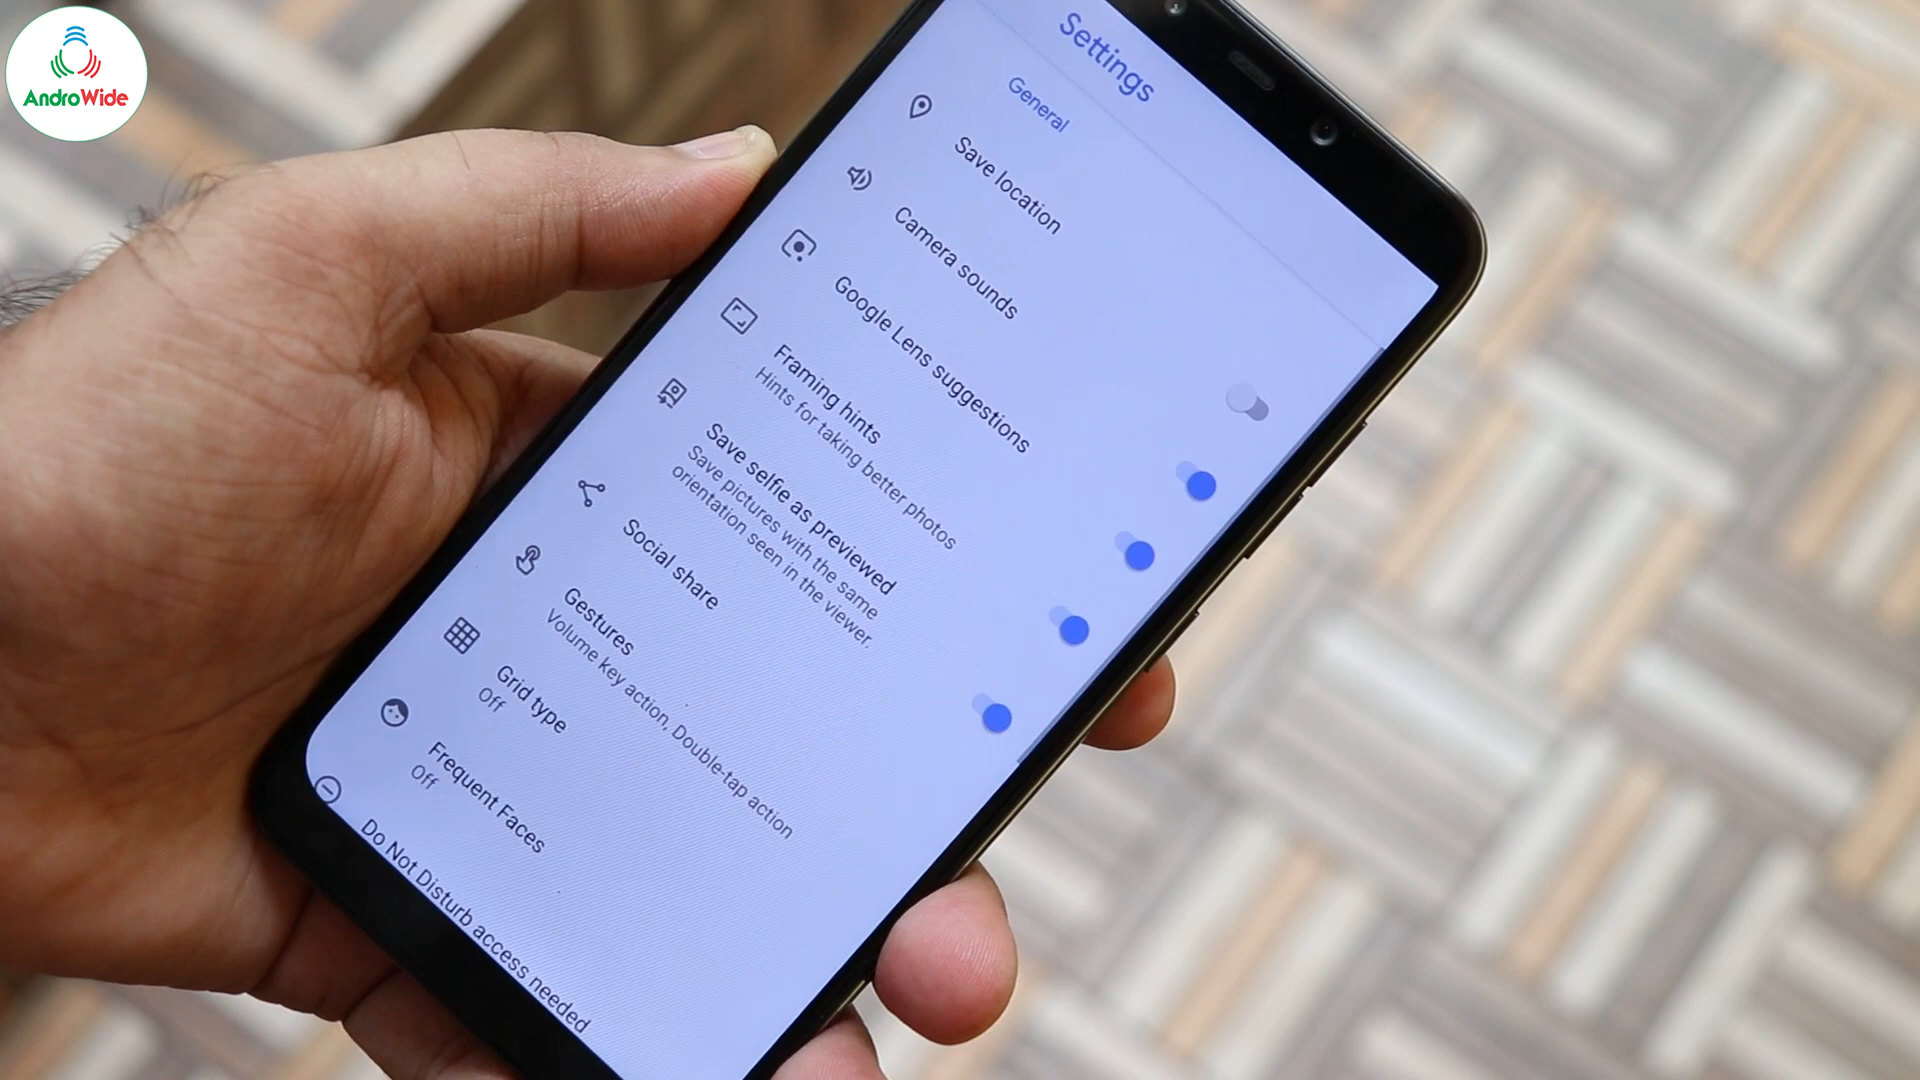 AndroWide
Settings
General
Save location
Camera sounds
Google Lens suggestions
Framing hints
Hints for taking better photos
Save selfie as previewed
Save pictures with the same
orientation seen in the viewer.
Social share
Gestures
Volume key action, Double-tap action
Grid type
Off
Frequent Faces
Off
Do Not Disturb access needed